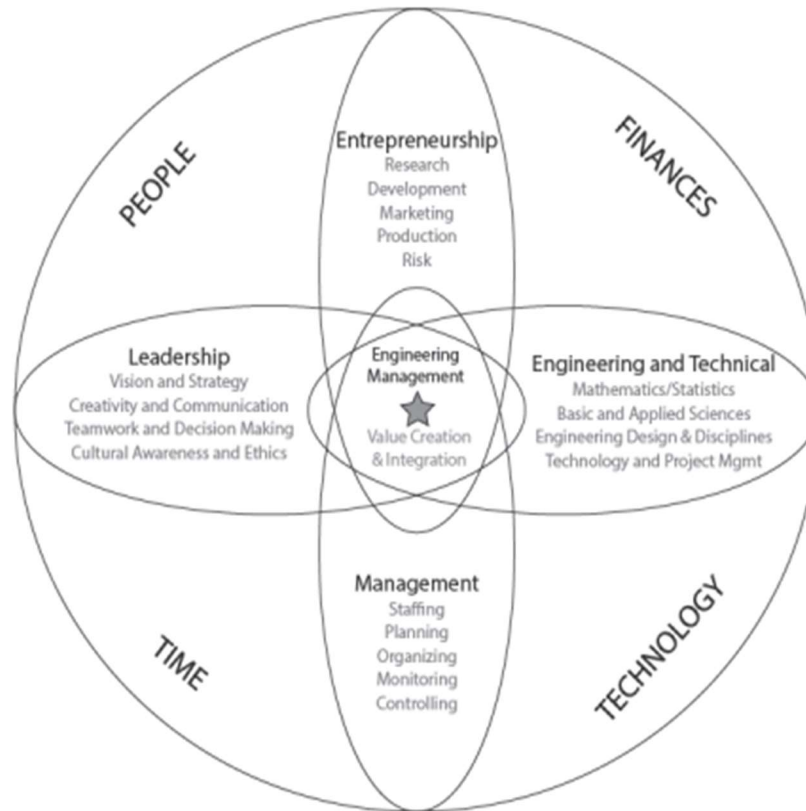 PEOPLE
FINANCES
Entrepreneurship
Research
Development
Marketing
Production
Risk
Leadership
Vision and Strategy
Creativity and Communication
Teamwork and Decision Making
Cultural Awareness and Ethics
Engineering
Management
Value Creation
& Integration
Engineering and Technical
Mathematics/Statistics
Basic and Applied Sciences
Engineering Design & Disciplines
Technology and Project Mgmt
Management
Staffing
Planning
Organizing
Monitoring
Controlling
TIME
TECHNOLOGY